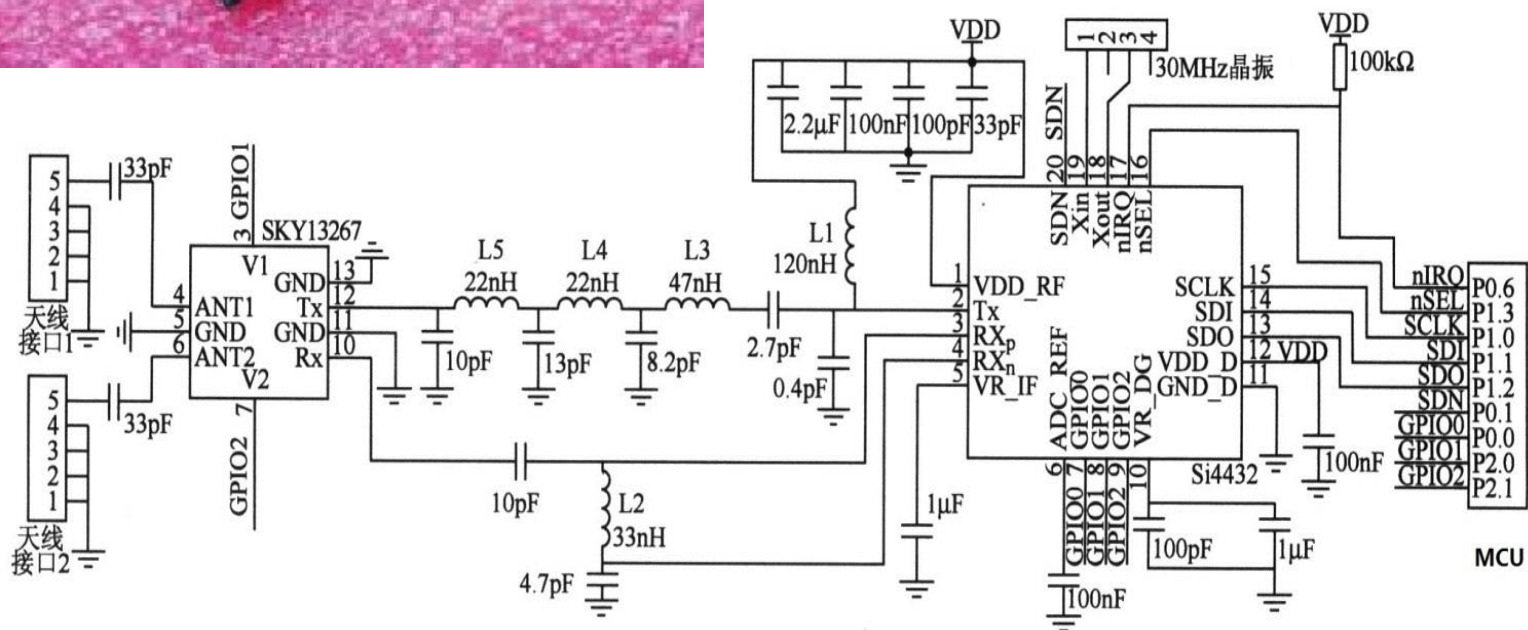 VDD
2.2μF
100nF
100pF
33pF
1 2 3 4
30MHz晶振
VDD
100kΩ
5
4
3
2
1
33pF
天线
接口1
5
4
3
2
1
33pF
天线
接口2
3 GPIO1
SKY13267
V1
GND 13
Tx 12
GND 11
Rx 10
4 ANT1
5 GND
6 ANT2
V2
7
GPIO2
L5
22nH
L4
22nH
L3
47nH
10pF
13pF
8.2pF
2.7pF
0.4pF
L1
120nH
10pF
L2
33nH
4.7pF
1μF
20 SDN
19
18
17
16
SDN
Xin
Xout
nIRQ
nSEL
1 VDD_RF
2 Tx
3 RXp
4 RXn
5 VR_IF
SCLK 15
SDI 14
SDO 13
VDD_D 12 VDD
GND_D 11
ADC_REF
GPIO0
GPIO1
GPIO2
VR_DG
6
7 GPIO0
8 GPIO1
9 GPIO2
10
Si4432
100nF
100nF
100pF
1μF
nIRQ P0.6
nSEL P1.3
SCLK P1.0
SDI P1.1
SDO P1.2
SDN P0.1
GPIO0 P0.0
GPIO1 P2.0
GPIO2 P2.1
MCU